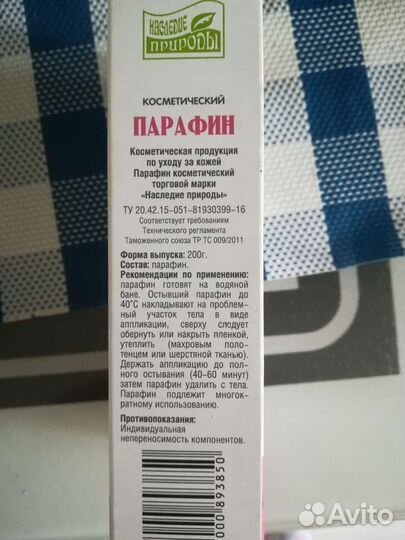 НАСЛЕДИЕ
ПРИРОДЫ
КОСМЕТИЧЕСКИЙ
ПАРАФИН
Косметическая продукция
по уходу за кожей
Парафин косметический
торговой марки
«Наследие природы»
ТУ 20.42.15-051-81930399-16
Соответствует требованиям
Технического регламента
Таможенного союза ТР ТС 009/2011
Форма выпуска: 200г.
Состав: парафин.
Рекомендации по применению:
парафин готовят на водяной
бане. Остывший парафин до
40˚С накладывают на проблем-
ный участок тела в виде
аппликации, сверху следует
обернуть или накрыть пленкой,
утеплить (махровым поло-
тенцем или шерстяной тканью).
Держать аппликацию до пол-
ного остывания (40-60 минут)
затем парафин удалить с тела.
Парафин подлежит многок-
ратному использованию.
Противопоказания:
Индивидуальная
непереносимость компонентов.
000893850
Avito